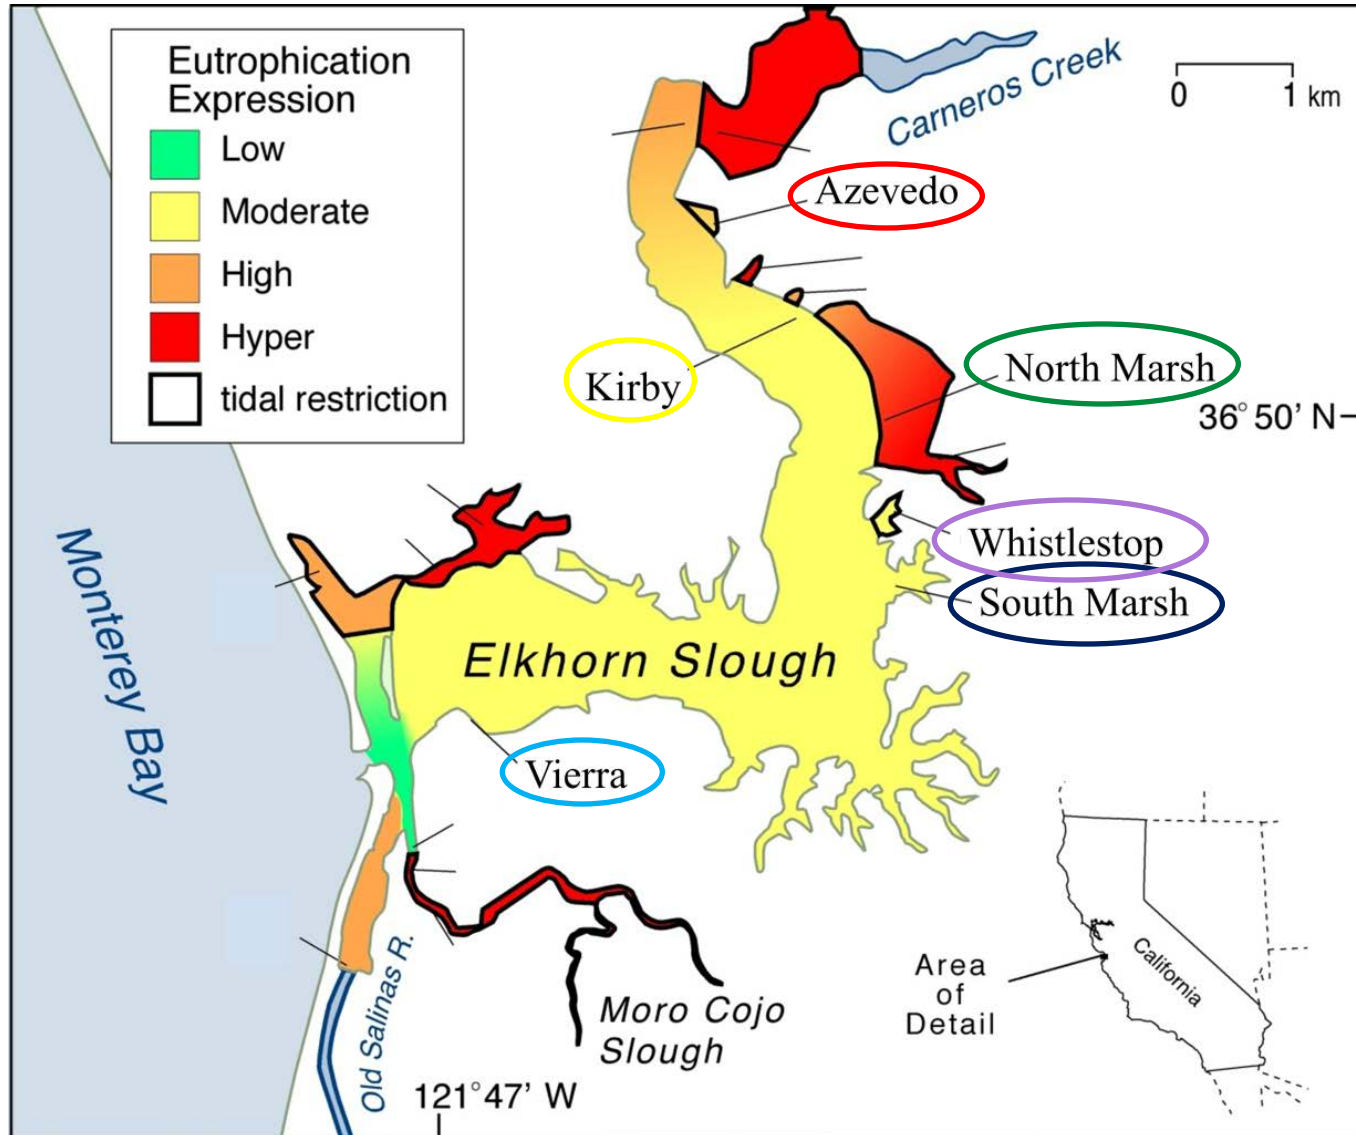 Eutrophication
Expression
Low
Moderate
High
Hyper
tidal restriction
Carneros Creek
0 1 km
Azevedo
Kirby
North Marsh
36° 50' N
Whistlestop
South Marsh
Monterey Bay
Elkhorn Slough
Vierra
Old Salinas R.
Moro Cojo
Slough
121°47' W
Area
of
Detail
California